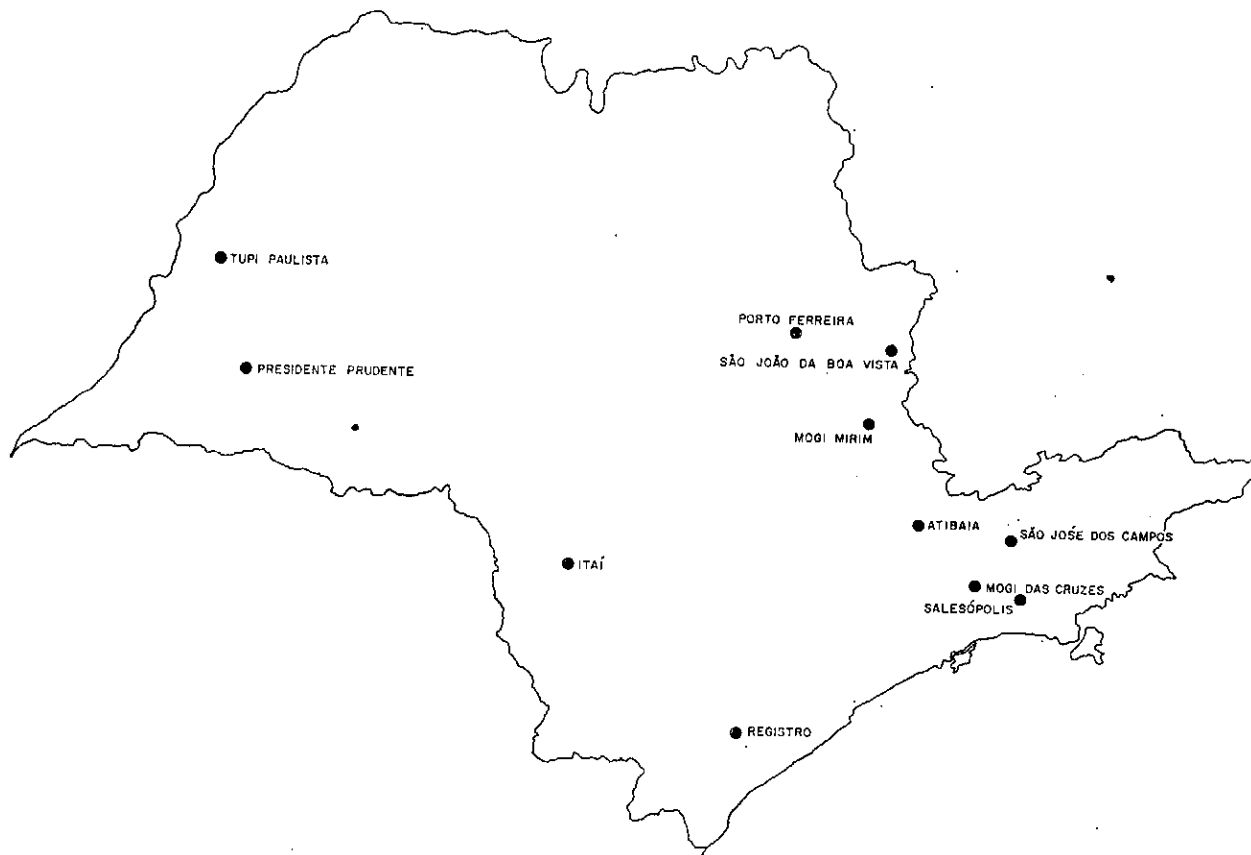 TUPI PAULISTA
PORTO FERREIRA
SÃO JOÃO DA BOA VISTA
PRESIDENTE PRUDENTE
MOGI MIRIM
ATIBAIA
SÃO JOSÉ DOS CAMPOS
ITAÍ
MOGI DAS CRUZES
SALESÓPOLIS
REGISTRO